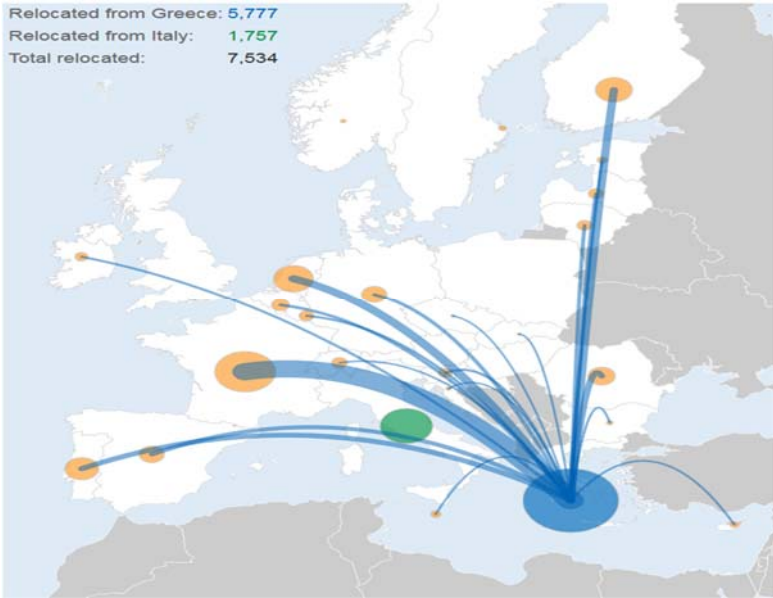 Relocated from Greece: 5,777
Relocated from Italy: 1,757
Total relocated: 7,534